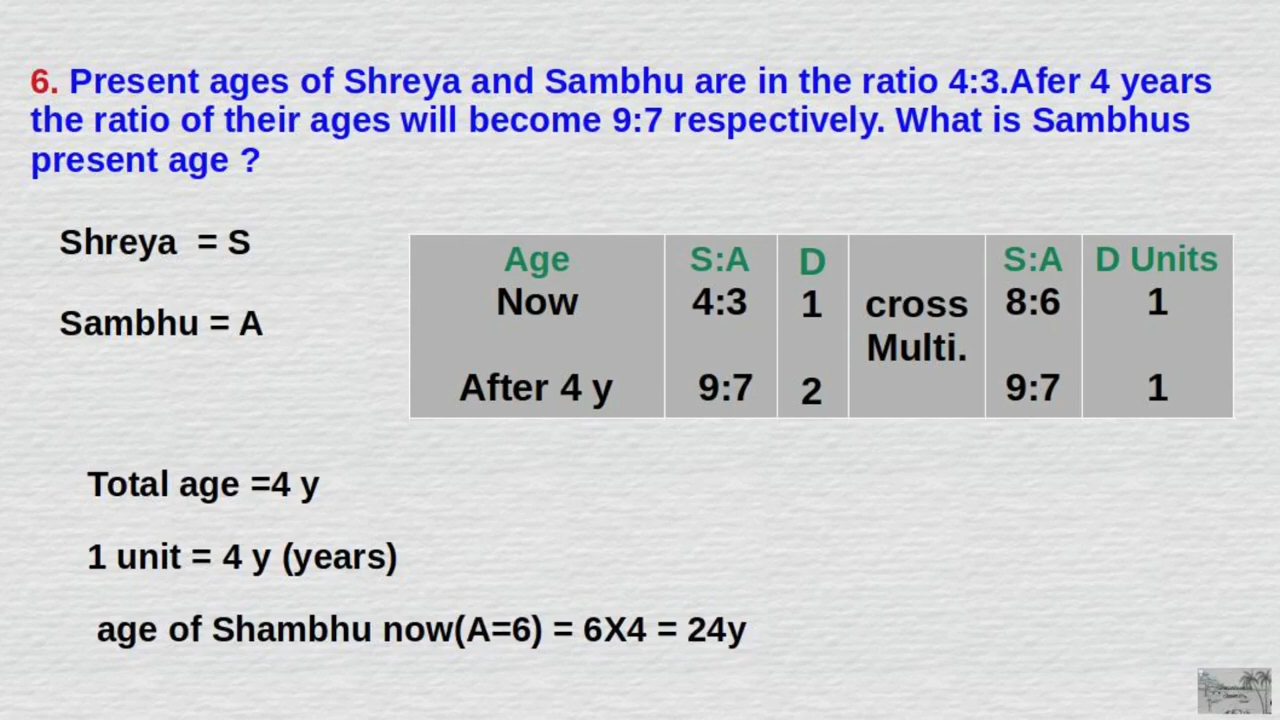 6. Present ages of Shreya and Sambhu are in the ratio 4:3.Afer 4 years
the ratio of their ages will become 9:7 respectively. What is Sambhus
present age ?
Shreya = S
Sambhu = A
Age S:A D S:A D Units
Now 4:3 1 cross 8:6 1
Multi.
After 4 y 9:7 2 9:7 1
Total age =4 y
1 unit = 4 y (years)
age of Shambhu now(A=6) = 6X4 = 24y